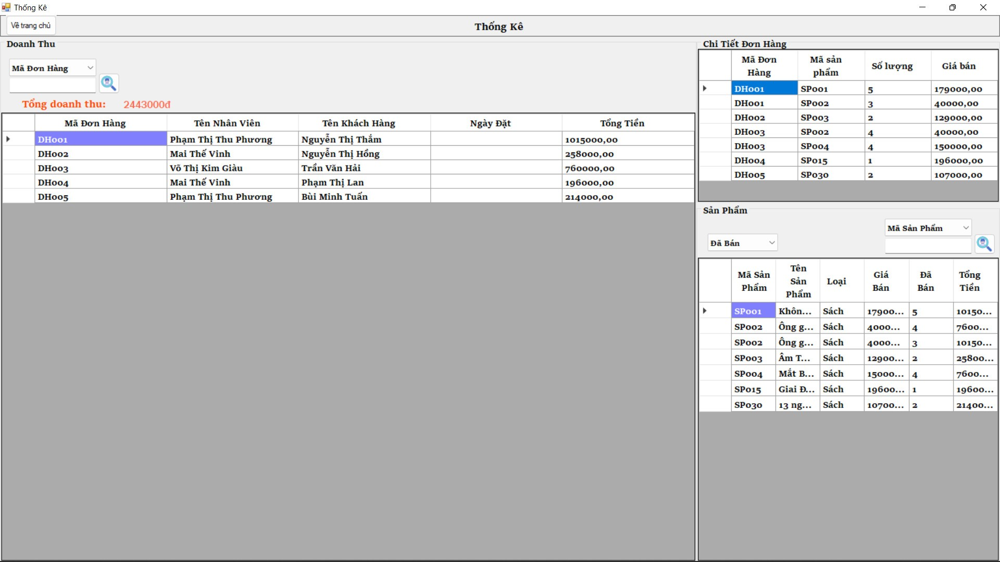 Thống Kê
Về trang chủ
Thống Kê
Doanh Thu
Mã Đơn Hàng
Tổng doanh thu: 2443000đ
Mã Đơn Hàng Tên Nhân Viên Tên Khách Hàng Ngày Đặt Tổng Tiền
DH001 Phạm Thị Thu Phương Nguyễn Thị Thắm 1015000,00
DH002 Mai Thế Vinh Nguyễn Thị Hồng 258000,00
DH003 Võ Thị Kim Giàu Trần Văn Hải 760000,00
DH004 Mai Thế Vinh Phạm Thị Lan 196000,00
DH005 Phạm Thị Thu Phương Bùi Minh Tuấn 214000,00
Chi Tiết Đơn Hàng
Mã Đơn Hàng Mã sản phẩm Số lượng Giá bán
DH001 SP001 5 179000,00
DH001 SP002 3 40000,00
DH002 SP003 2 129000,00
DH003 SP002 4 40000,00
DH003 SP004 4 150000,00
DH004 SP015 1 196000,00
DH005 SP030 2 107000,00
Sản Phẩm
Mã Sản Phẩm
Đã Bán
Mã Sản Phẩm Tên Sản Phẩm Loại Giá Bán Đã Bán Tổng Tiền
SP001 Khôn... Sách 17900... 5 10150...
SP002 Ông g... Sách 4000... 4 7600...
SP002 Ông g... Sách 4000... 3 10150...
SP003 Âm T... Sách 12900... 2 25800...
SP004 Mắt B... Sách 15000... 4 7600...
SP015 Giai Đ... Sách 19600... 1 19600...
SP030 13 ng... Sách 10700... 2 21400...